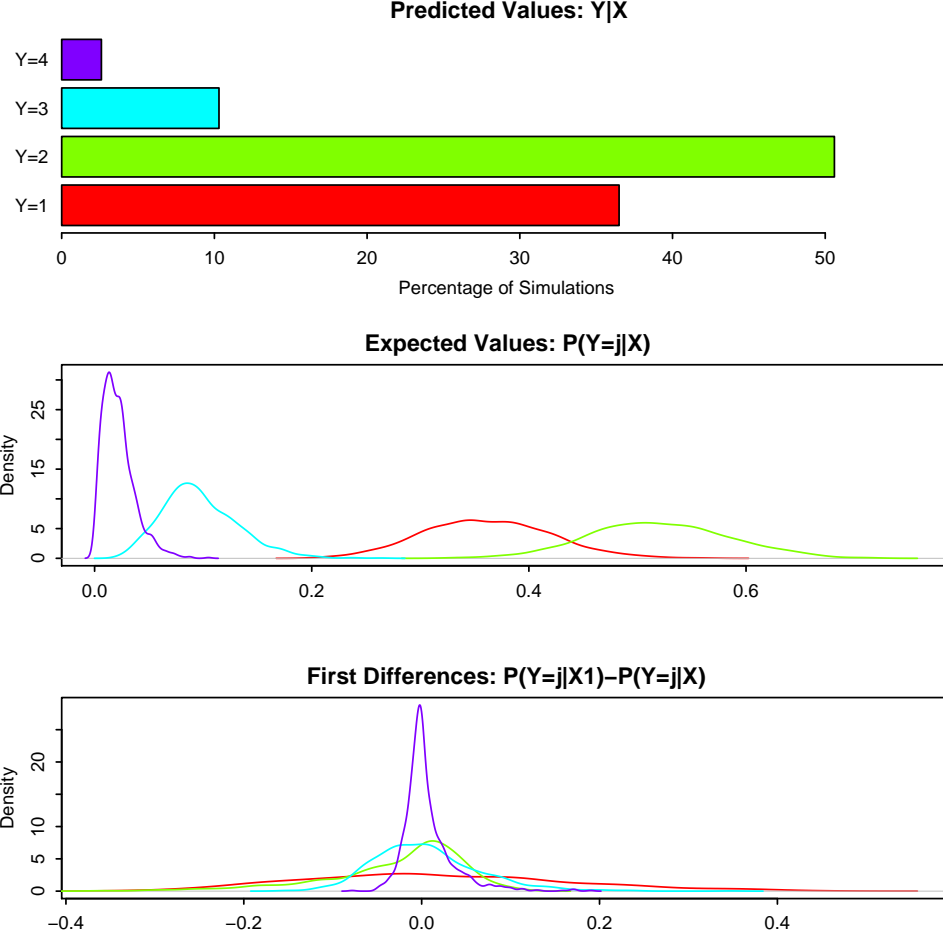 Predicted Values: Y|X
Y=4
Y=3
Y=2
Y=1
0 10 20 30 40 50
Percentage of Simulations
Expected Values: P(Y=j|X)
Density
25
15
5
0
0.0 0.2 0.4 0.6
First Differences: P(Y=j|X1)−P(Y=j|X)
Density
20
10
5
0
−0.4 −0.2 0.0 0.2 0.4